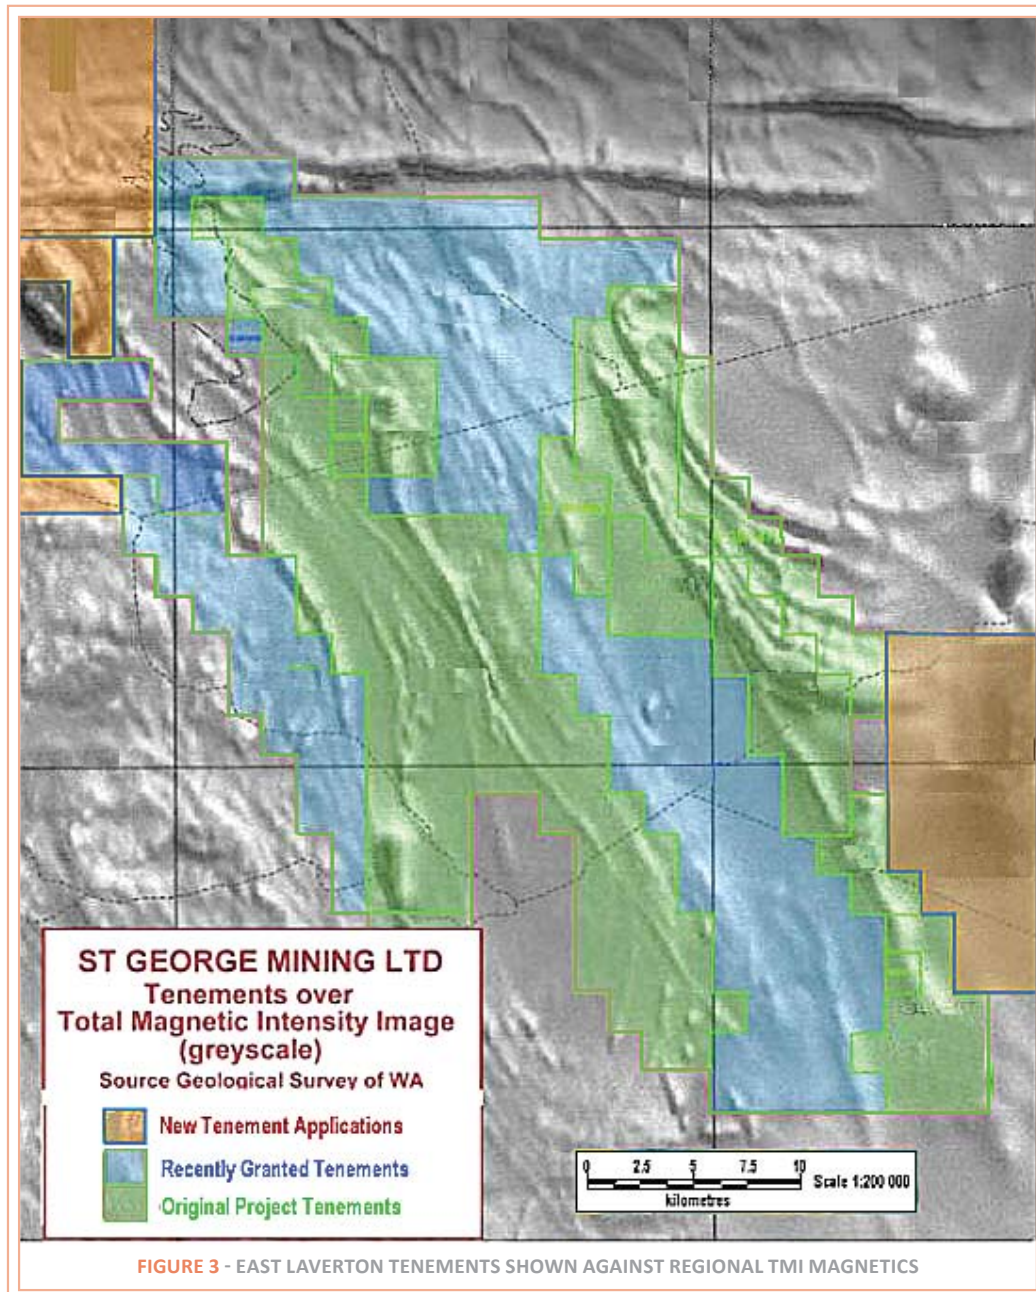 ST GEORGE MINING LTD
Tenements over
Total Magnetic Intensity Image
(greyscale)
Source Geological Survey of WA
New Tenement Applications
Recently Granted Tenements
Original Project Tenements
0 2.5 5 7.5 10
Scale 1:200 000
kilometres
FIGURE 3 - EAST LAVERTON TENEMENTS SHOWN AGAINST REGIONAL TMI MAGNETICS